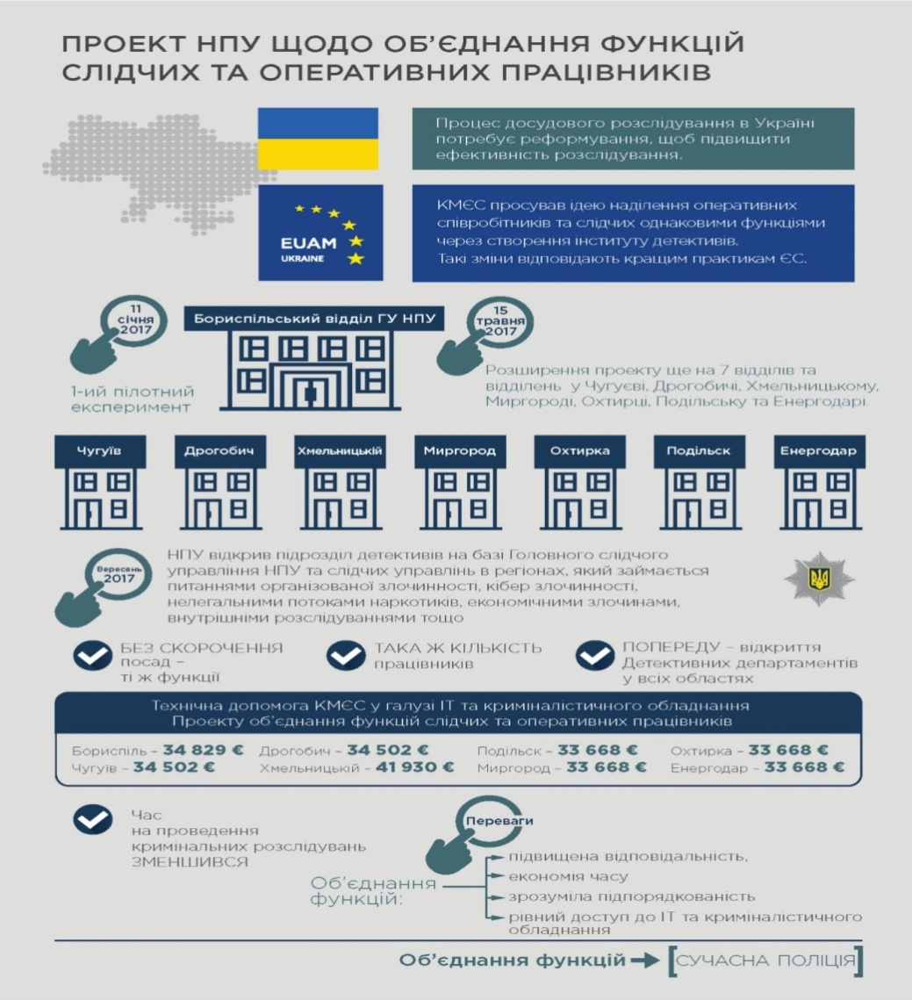 ПРОЕКТ НПУ ЩОДО ОБ’ЄДНАННЯ ФУНКЦІЙ
СЛІДЧИХ ТА ОПЕРАТИВНИХ ПРАЦІВНИКІВ
Процес досудового розслідування в Україні
потребує реформування, щоб підвищити
ефективність розслідування.
EUAM
UKRAINE
КМЄС просував ідею наділення оперативних
співробітників та слідчих однаковими функціями
через створення інституту детективів.
Такі зміни відповідають кращим практикам ЄС.
11
січня
2017
1-ий пілотний
експеримент
Бориспільський відділ ГУ НПУ
15
травня
2017
Розширення проекту ще на 7 відділів та
відділень у Чугуєві, Дрогобичі, Хмельницькому,
Миргороді, Охтирці, Подільську та Енергодарі.
Чугуїв
Дрогобич
Хмельницькій
Миргород
Охтирка
Подільск
Енергодар
Вересень
2017
НПУ відкрив підрозділ детективів на базі Головного слідчого
управління НПУ та слідчих управлінь в регіонах, який займається
питаннями організованої злочинності, кібер злочинності,
нелегальними потоками наркотиків, економічними злочинами,
внутрішніми розслідуваннями тощо
БЕЗ СКОРОЧЕННЯ
посад –
ті ж функції
ТАКА Ж КІЛЬКІСТЬ
працівників
ПОПЕРЕДУ – відкриття
Детективних департаментів
у всіх областях
Технічна допомога КМЄС у галузі ІТ та криміналістичного обладнання
Проекту об’єднання функцій слідчих та оперативних працівників
Бориспіль – 34 829 € Дрогобич – 34 502 € Подільск – 33 668 € Охтирка – 33 668 €
Чугуїв – 34 502 € Хмельницькій – 41 930 € Миргород – 33 668 € Енергодар – 33 668 €
Час
на проведення
кримінальних розслідувань
ЗМЕНШИВСЯ
Переваги
Об’єднання
функцій:
підвищена відповідальність,
економія часу
зрозуміла підпорядкованість
рівний доступ до ІТ та криміналістичного
обладнання
Об’єднання функцій → [СУЧАСНА ПОЛІЦІЯ]